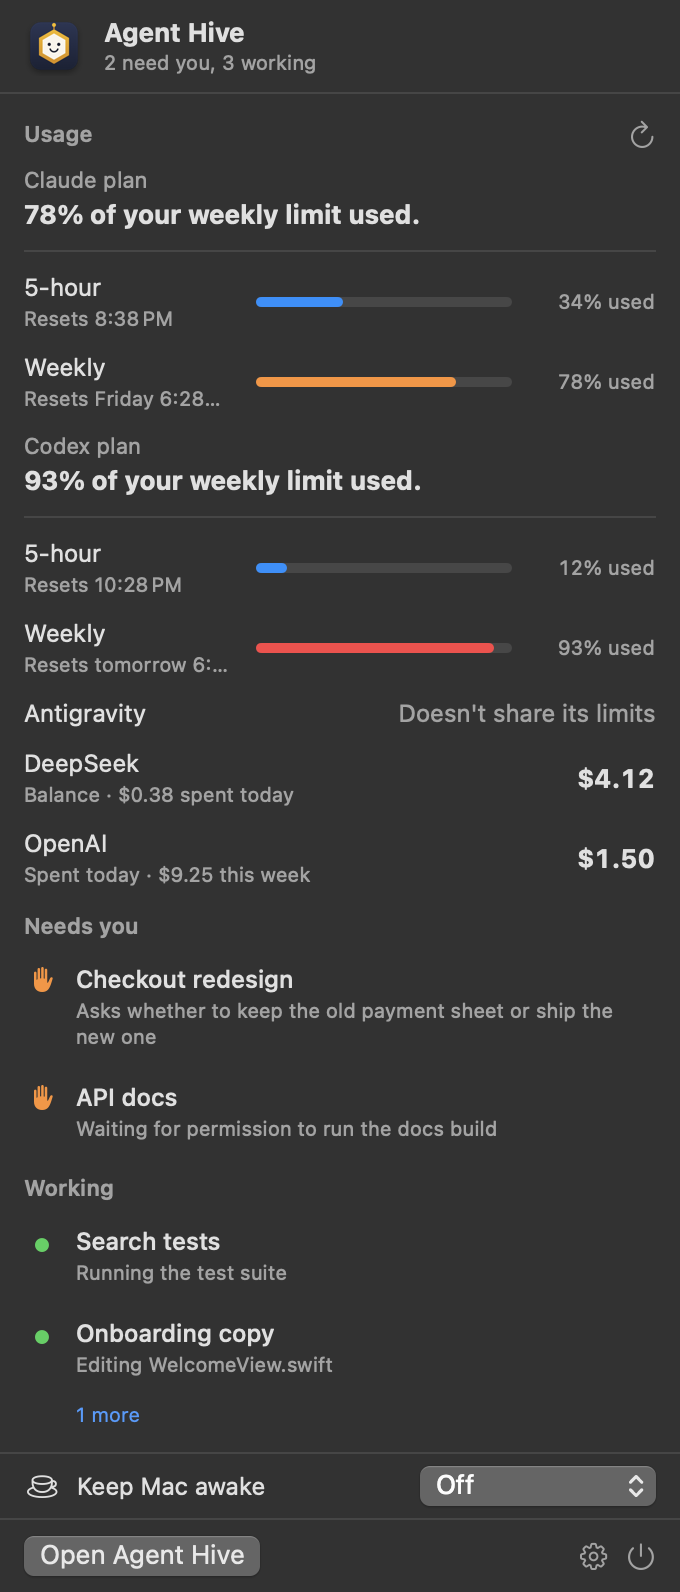 Agent Hive
2 need you, 3 working
Usage
Claude plan
78% of your weekly limit used.
5-hour
Resets 8:38 PM
34% used
Weekly
Resets Friday 6:28...
78% used
Codex plan
93% of your weekly limit used.
5-hour
Resets 10:28 PM
12% used
Weekly
Resets tomorrow 6:...
93% used
Antigravity
Doesn't share its limits
DeepSeek
Balance · $0.38 spent today
$4.12
OpenAI
Spent today · $9.25 this week
$1.50
Needs you
Checkout redesign
Asks whether to keep the old payment sheet or ship the
new one
API docs
Waiting for permission to run the docs build
Working
Search tests
Running the test suite
Onboarding copy
Editing WelcomeView.swift
1 more
Keep Mac awake
Off
Open Agent Hive